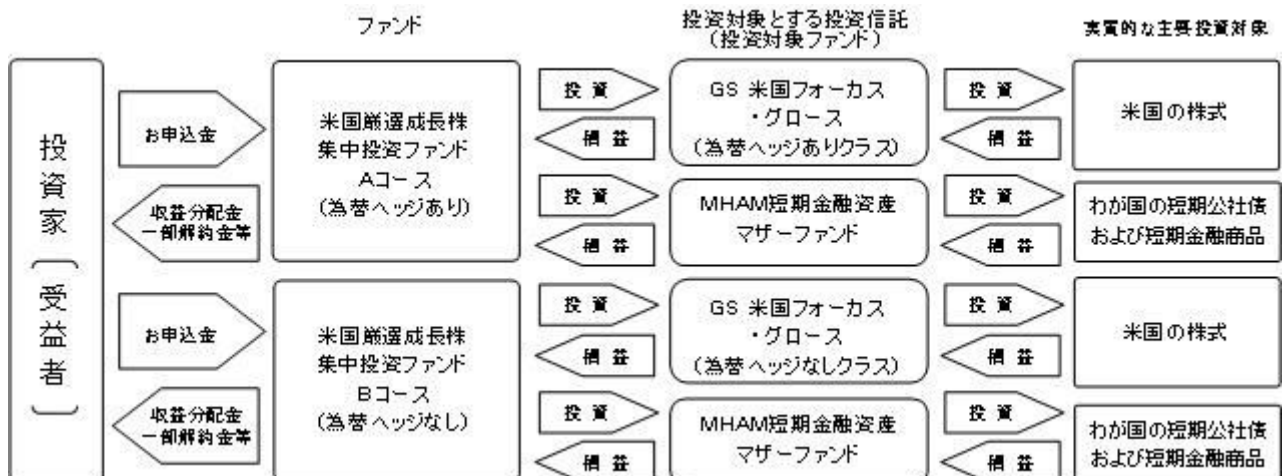 ファンド
投資対象とする投資信託
(投資対象ファンド)
実質的な主要投資対象
投資家
受益者
お申込金
収益分配金
一部解約金等
米国厳選成長株
集中投資ファンド
Aコース
(為替ヘッジあり)
投資
損益
GS 米国フォーカス
・グロース
(為替ヘッジありクラス)
投資
損益
米国の株式
投資
損益
MHAM短期金融資産
マザーファンド
投資
損益
わが国の短期公社債
および短期金融商品
お申込金
収益分配金
一部解約金等
米国厳選成長株
集中投資ファンド
Bコース
(為替ヘッジなし)
投資
損益
GS 米国フォーカス
・グロース
(為替ヘッジなしクラス)
投資
損益
米国の株式
投資
損益
MHAM短期金融資産
マザーファンド
投資
損益
わが国の短期公社債
および短期金融商品